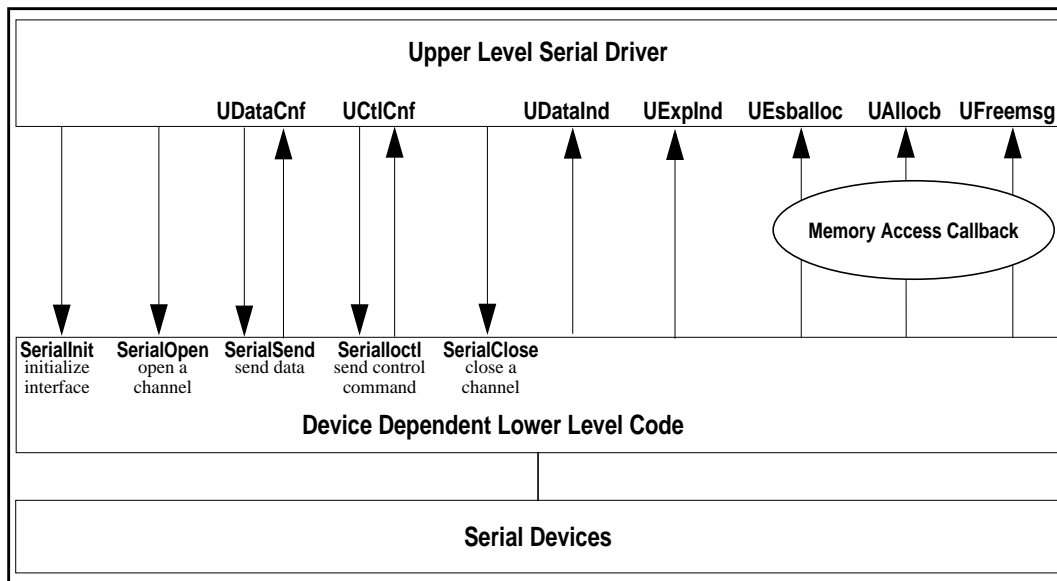 Upper Level Serial Driver
UDataCnf UCtlCnf UDataInd UExpInd UEsballoc UAllocb UFreemsg
Memory Access Callback
SerialInit SerialOpen SerialSend SerialIoctl SerialClose
initialize open a send data send control close a
interface channel command channel
Device Dependent Lower Level Code
Serial Devices